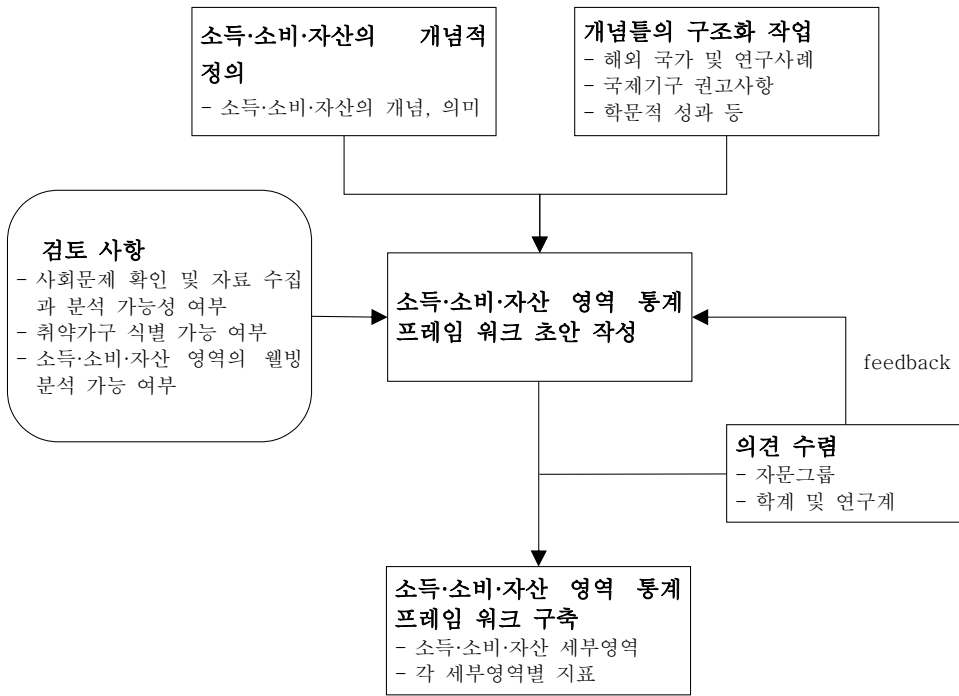 소득·소비·자산의 개념적
정의
- 소득·소비·자산의 개념, 의미
개념틀의 구조화 작업
- 해외 국가 및 연구사례
- 국제기구 권고사항
- 학문적 성과 등
검토 사항
- 사회문제 확인 및 자료 수집
과 분석 가능성 여부
- 취약가구 식별 가능 여부
- 소득·소비·자산 영역의 웰빙
분석 가능 여부
소득·소비·자산 영역 통계
프레임 워크 초안 작성
feedback
의견 수렴
- 자문그룹
- 학계 및 연구계
소득·소비·자산 영역 통계
프레임 워크 구축
- 소득·소비·자산 세부영역
- 각 세부영역별 지표